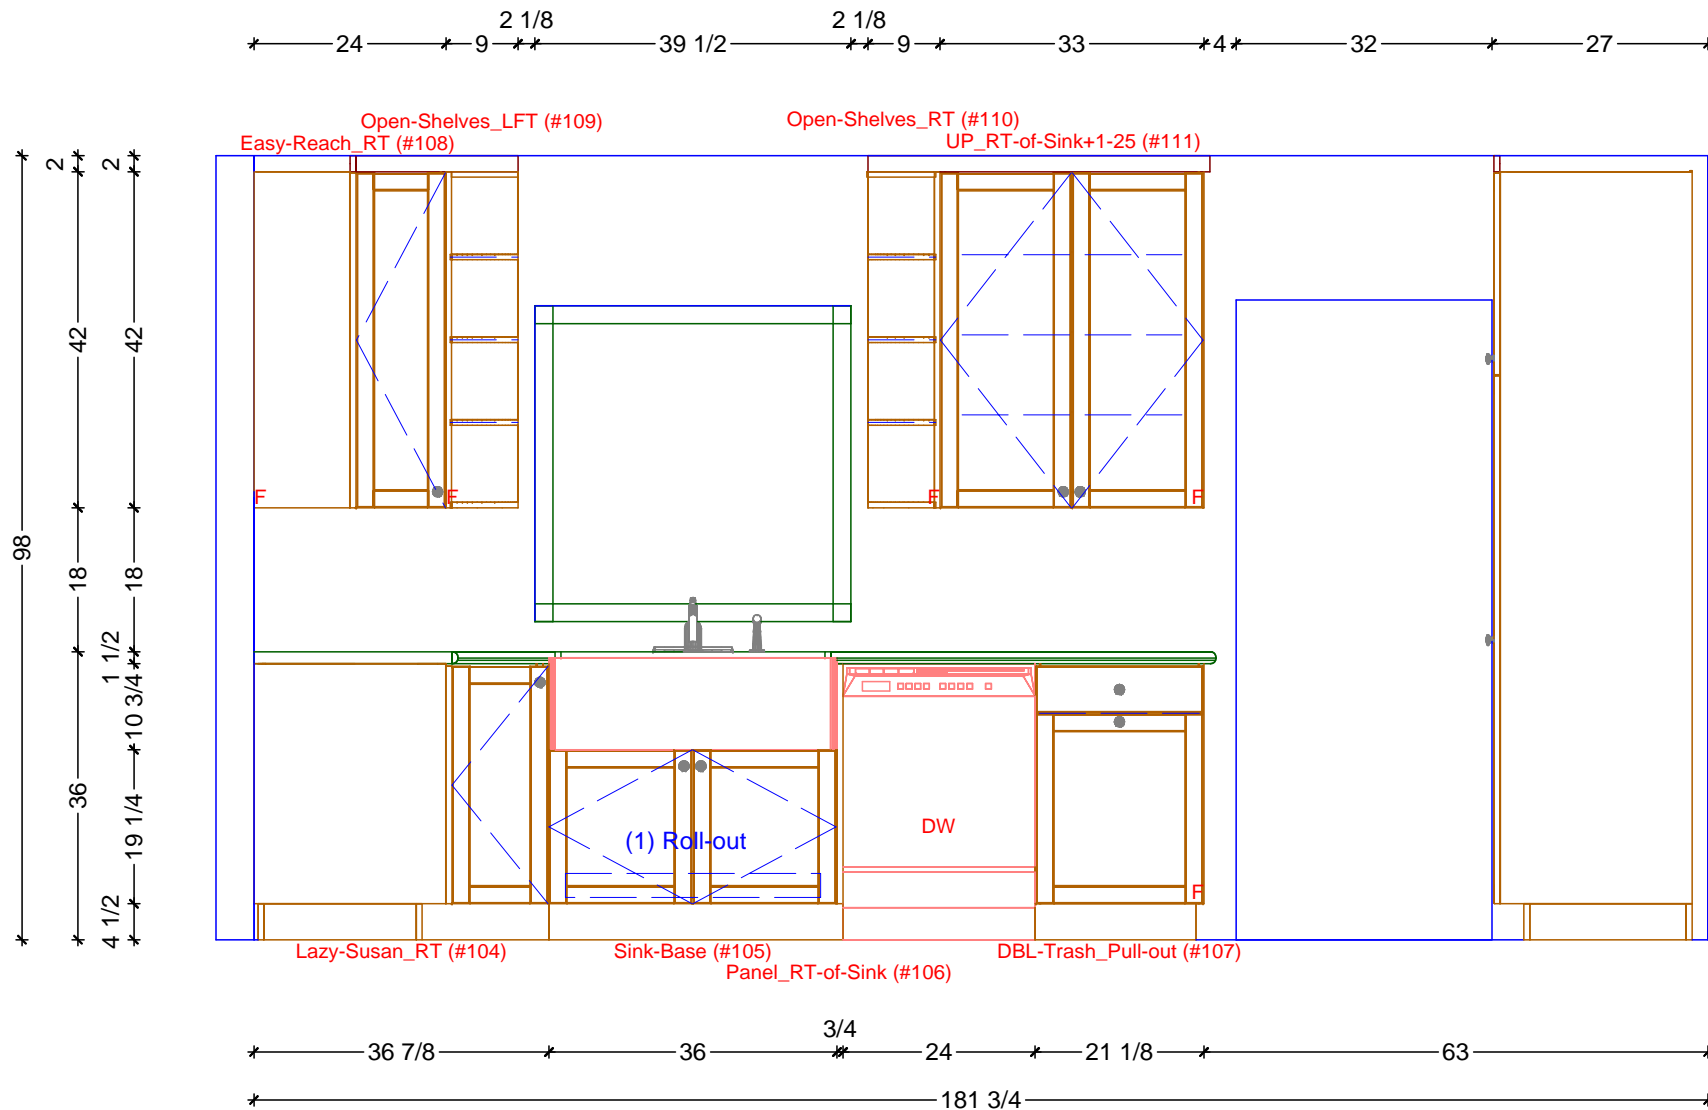 2 1/8 2 1/8
24 9 39 1/2 9 33 4 32 27
Open-Shelves_LFT (#109) Open-Shelves_RT (#110)
Easy-Reach_RT (#108) UP_RT-of-Sink+1-25 (#111)
2 2
42 42
F F F F
98
18 18
1 1/2
10 3/4
36
19 1/4
(1) Roll-out
DW
F
4 1/2
Lazy-Susan_RT (#104) Sink-Base (#105) DBL-Trash_Pull-out (#107)
Panel_RT-of-Sink (#106)
3/4
36 7/8 36 24 21 1/8 63
181 3/4